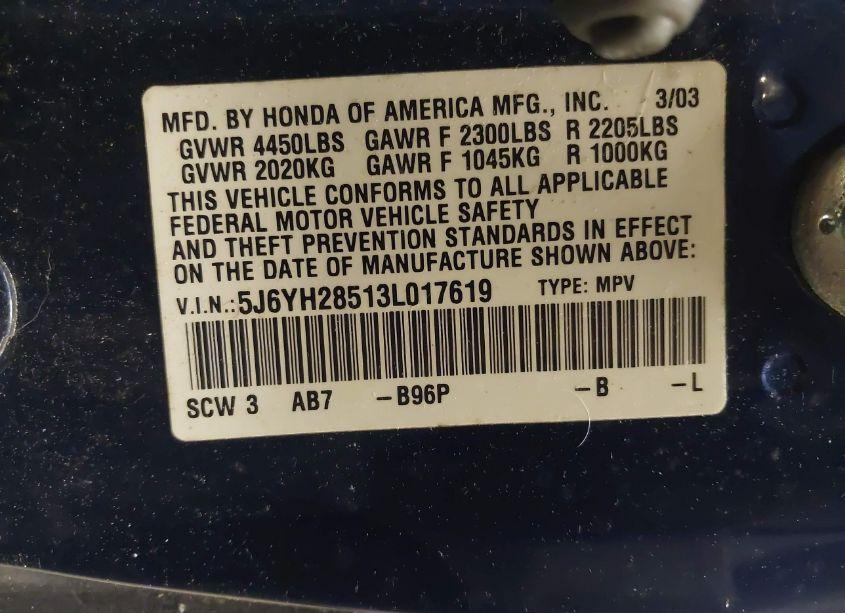 MFD. BY HONDA OF AMERICA MFG., INC. 3/03
GVWR 4450LBS GAWR F 2300LBS R 2205LBS
GVWR 2020KG GAWR F 1045KG R 1000KG
THIS VEHICLE CONFORMS TO ALL APPLICABLE
FEDERAL MOTOR VEHICLE SAFETY
AND THEFT PREVENTION STANDARDS IN EFFECT
ON THE DATE OF MANUFACTURE SHOWN ABOVE:
V.I.N.:5J6YH28513L017619 TYPE: MPV
SCW 3 AB7 –B96P –B –L